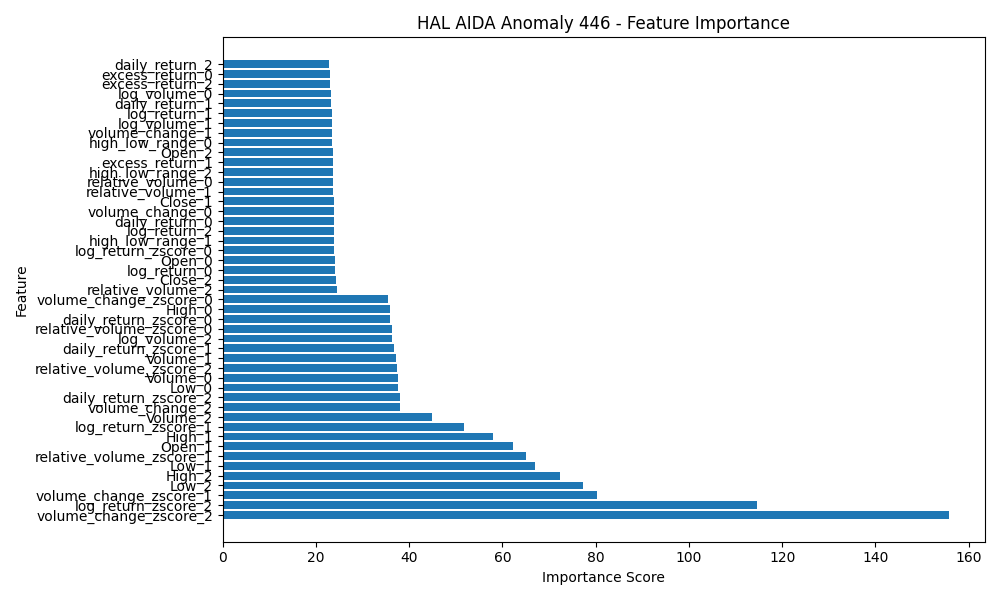 HAL AIDA Anomaly 446 - Feature Importance
daily_return_2
excess_return_0
excess_return_2
log_volume_0
daily_return_1
log_return_1
log_volume_1
volume_change_1
high_low_range_0
Open_2
excess_return_1
high_low_range_2
relative_volume_0
relative_volume_1
Close_1
volume_change_0
daily_return_0
log_return_2
high_low_range_1
log_return_zscore_0
Open_0
log_return_0
Close_2
relative_volume_2
volume_change_zscore_0
High_0
daily_return_zscore_0
relative_volume_zscore_0
log_volume_2
daily_return_zscore_1
Volume_1
relative_volume_zscore_2
Volume_0
Low_0
daily_return_zscore_2
volume_change_2
Volume_2
log_return_zscore_1
High_1
Open_1
relative_volume_zscore_1
Low_1
High_2
Low_2
volume_change_zscore_1
log_return_zscore_2
volume_change_zscore_2
Feature
0 20 40 60 80 100 120 140 160
Importance Score